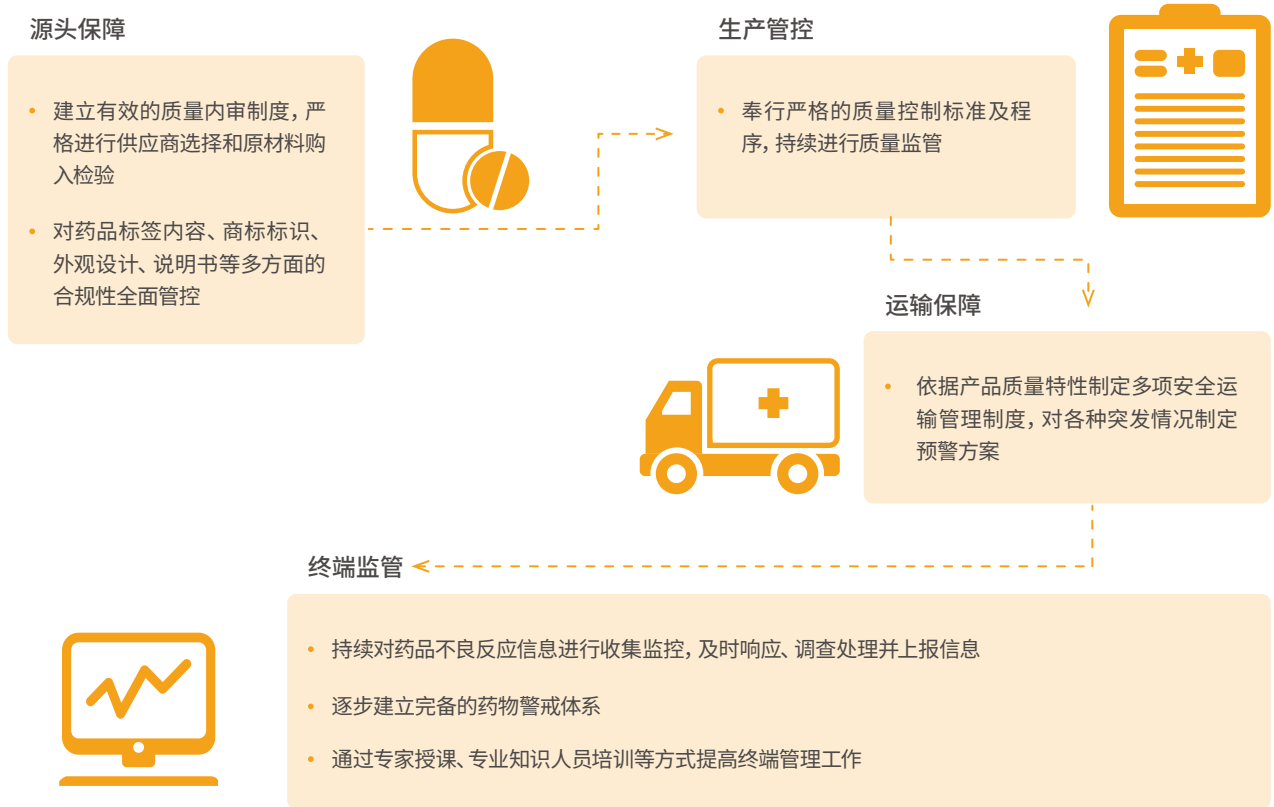 源头保障
• 建立有效的质量内审制度，严
格进行供应商选择和原材料购
入检验
• 对药品标签内容、商标标识、
外观设计、说明书等多方面的
合规性全面管控
生产管控
• 奉行严格的质量控制标准及程
序，持续进行质量监管
运输保障
• 依据产品质量特性制定多项安全运
输管理制度，对各种突发情况制定
预警方案
终端监管
• 持续对药品不良反应信息进行收集监控，及时响应、调查处理并上报信息
• 逐步建立完备的药物警戒体系
• 通过专家授课、专业知识人员培训等方式提高终端管理工作